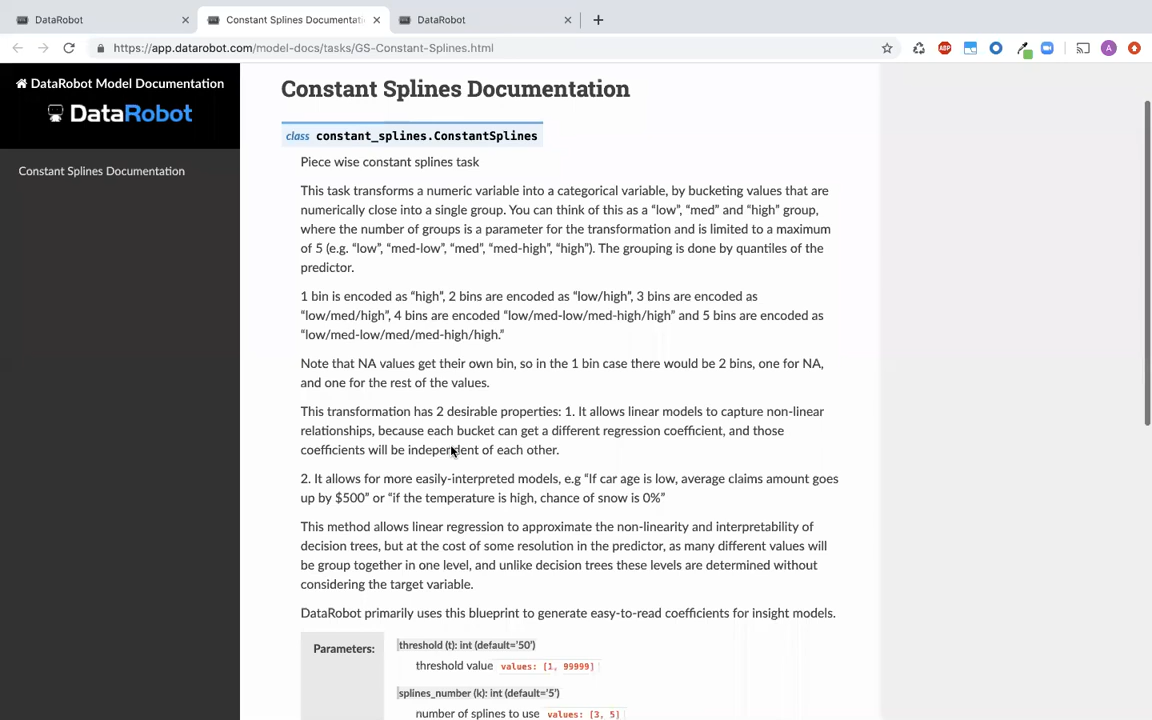 DataRobot
Constant Splines Documentati
DataRobot
https://app.datarobot.com/model-docs/tasks/GS-Constant-Splines.html
ABP
A
DataRobot Model Documentation
DataRobot
Constant Splines Documentation
Constant Splines Documentation
class constant_splines.ConstantSplines
Piece wise constant splines task
This task transforms a numeric variable into a categorical variable, by bucketing values that are
numerically close into a single group. You can think of this as a “low”, “med” and “high” group,
where the number of groups is a parameter for the transformation and is limited to a maximum
of 5 (e.g. “low”, “med-low”, “med”, “med-high”, “high”). The grouping is done by quantiles of the
predictor.
1 bin is encoded as “high”, 2 bins are encoded as “low/high”, 3 bins are encoded as
“low/med/high”, 4 bins are encoded “low/med-low/med-high/high” and 5 bins are encoded as
“low/med-low/med/med-high/high.”
Note that NA values get their own bin, so in the 1 bin case there would be 2 bins, one for NA,
and one for the rest of the values.
This transformation has 2 desirable properties: 1. It allows linear models to capture non-linear
relationships, because each bucket can get a different regression coefficient, and those
coefficients will be independent of each other.
2. It allows for more easily-interpreted models, e.g “If car age is low, average claims amount goes
up by $500” or “if the temperature is high, chance of snow is 0%”
This method allows linear regression to approximate the non-linearity and interpretability of
decision trees, but at the cost of some resolution in the predictor, as many different values will
be group together in one level, and unlike decision trees these levels are determined without
considering the target variable.
DataRobot primarily uses this blueprint to generate easy-to-read coefficients for insight models.
Parameters:
threshold (t): int (default=’50’)
threshold value values: [1, 99999]
splines_number (k): int (default=’5’)
number of splines to use values: [3, 5]